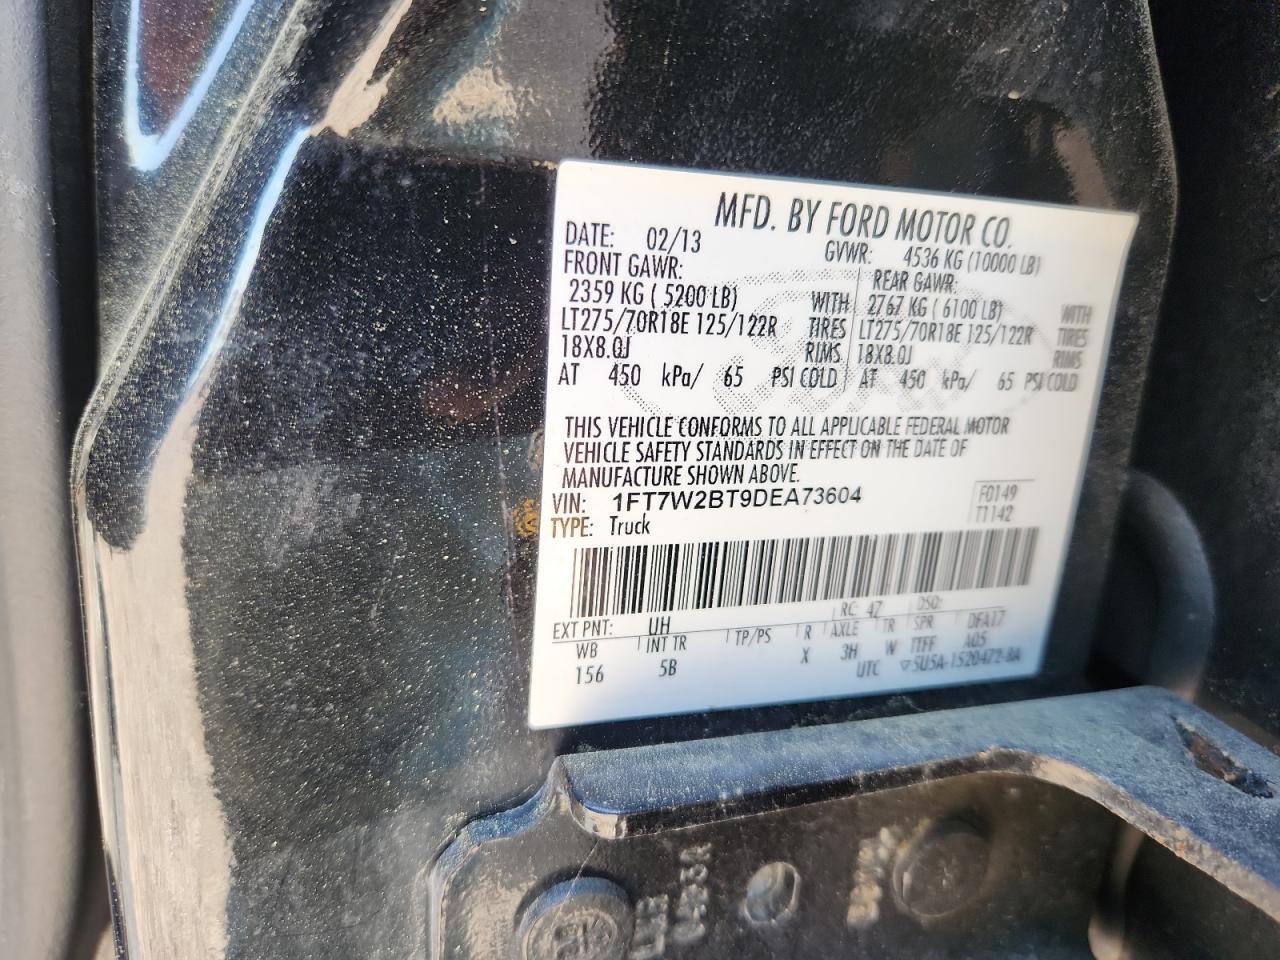 MFD. BY FORD MOTOR CO.
DATE: 02/13 GVWR: 4536 KG (10000 LB)
FRONT GAWR: REAR GAWR:
2359 KG ( 5200 LB) WITH 2767 KG ( 6100 LB) WITH
LT275/70R18E 125/122R TIRES LT275/70R18E 125/122R TIRES
18X8.0J RIMS 18X8.0J RIMS
AT 450 kPa/ 65 PSI COLD AT 450 kPa/ 65 PSI COLD
THIS VEHICLE CONFORMS TO ALL APPLICABLE FEDERAL MOTOR
VEHICLE SAFETY STANDARDS IN EFFECT ON THE DATE OF
MANUFACTURE SHOWN ABOVE.
VIN: 1FT7W2BT9DEA73604 F0149
TYPE: Truck T1142
EXT PNT: UH RC: 47 DSO:
WB INT TR TP/PS R AXLE TR SPR DFA17
156 5B X 3H W TTFF A05
UTC ▽5U5A-1520472-BA